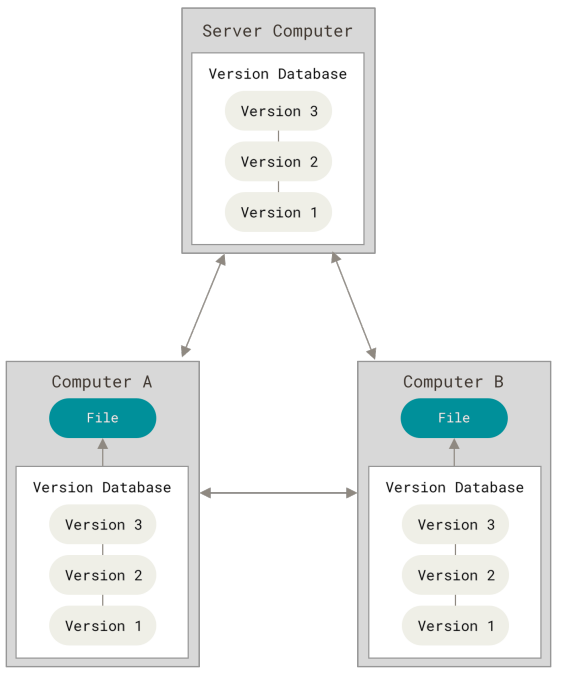 Server Computer
Version Database
Version 3
Version 2
Version 1
Computer A
File
Version Database
Version 3
Version 2
Version 1
Computer B
File
Version Database
Version 3
Version 2
Version 1